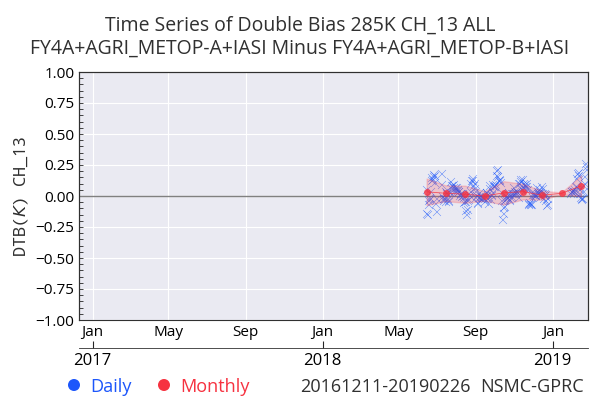 Time Series of Double Bias 285K CH_13 ALL
FY4A+AGRI_METOP-A+IASI Minus FY4A+AGRI_METOP-B+IASI
DTB(K) CH_13
1.00
0.75
0.50
0.25
0.00
−0.25
−0.50
−0.75
−1.00
Jan May Sep Jan May Sep Jan
2017 2018 2019
Daily Monthly 20161211-20190226 NSMC-GPRC